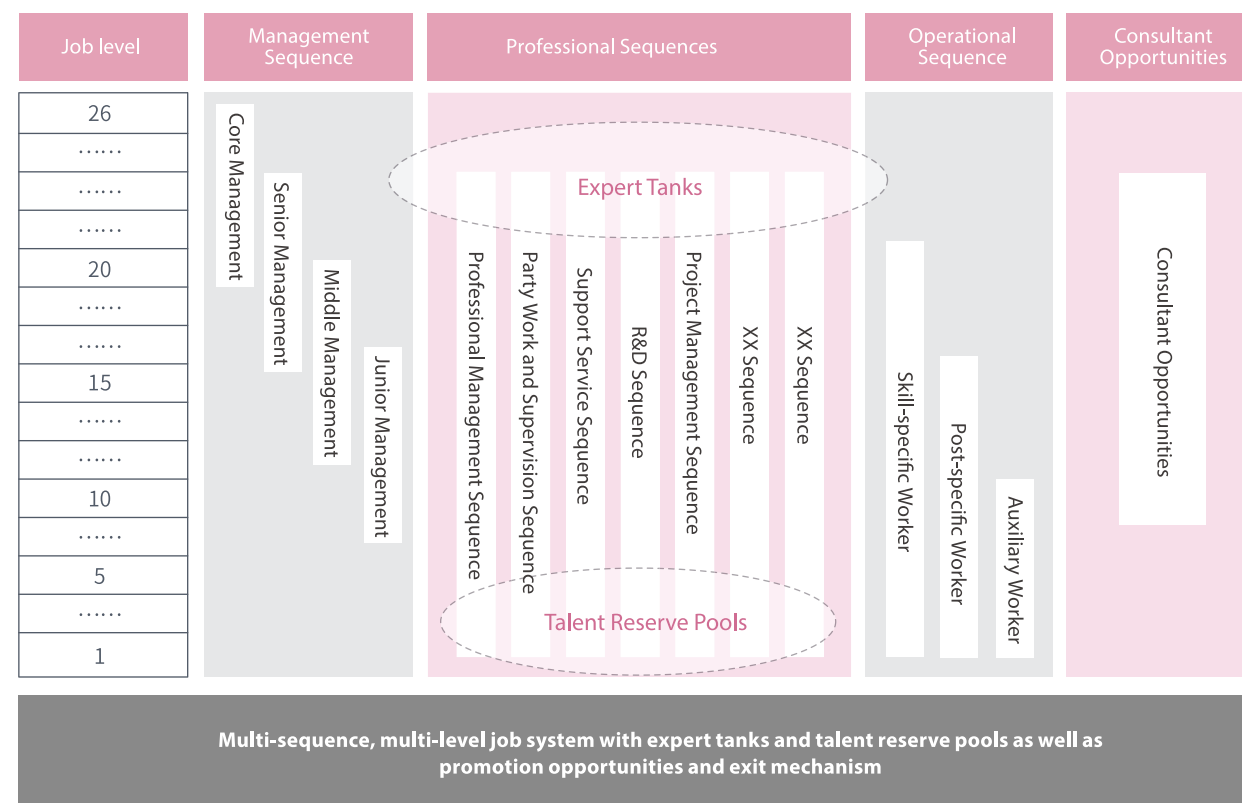 Job level
Management
Sequence
Professional Sequences
Operational
Sequence
Consultant
Opportunities
26
……
……
……
20
……
……
15
……
……
10
……
5
……
1
Core Management
Senior Management
Middle Management
Junior Management
Expert Tanks
Professional Management Sequence
Party Work and Supervision Sequence
Support Service Sequence
R&D Sequence
Project Management Sequence
XX Sequence
XX Sequence
Talent Reserve Pools
Skill-specific Worker
Post-specific Worker
Auxiliary Worker
Consultant
Opportunities
Multi-sequence, multi-level job system with expert tanks and talent reserve pools as well as
promotion opportunities and exit mechanism